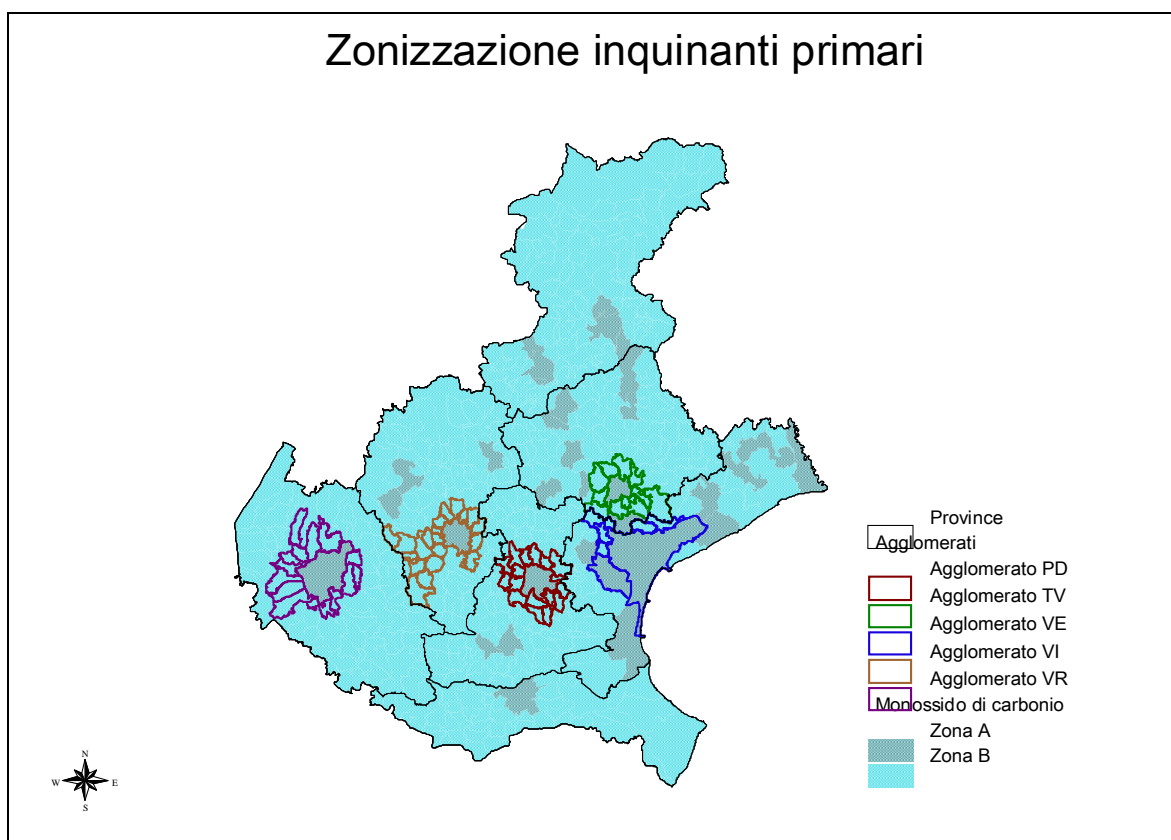 Zonizzazione inquinanti primari
Province
Agglomerati
Agglomerato PD
Agglomerato TV
Agglomerato VE
Agglomerato VI
Agglomerato VR
Monossido di carbonio
Zona A
Zona B
N
W E
S